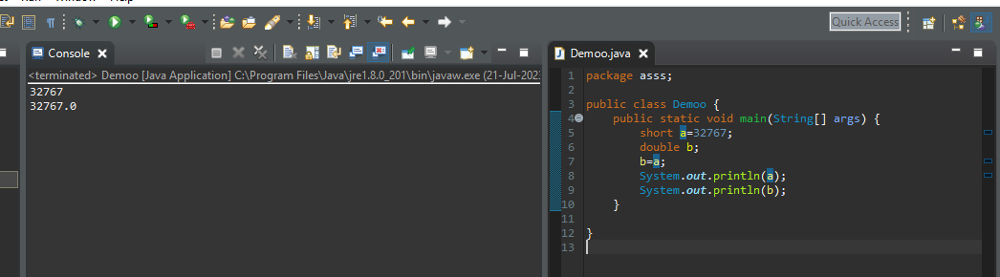 Quick Access
Console
<terminated> Demoo [Java Application] C:\Program Files\Java\jre1.8.0_201\bin\javaw.exe (21-Jul-202
32767
32767.0
Demoo.java
1 package asss;
2
3 public class Demoo {
4 public static void main(String[] args) {
5 short a=32767;
6 double b;
7 b=a;
8 System.out.println(a);
9 System.out.println(b);
10 }
11
12 }
13